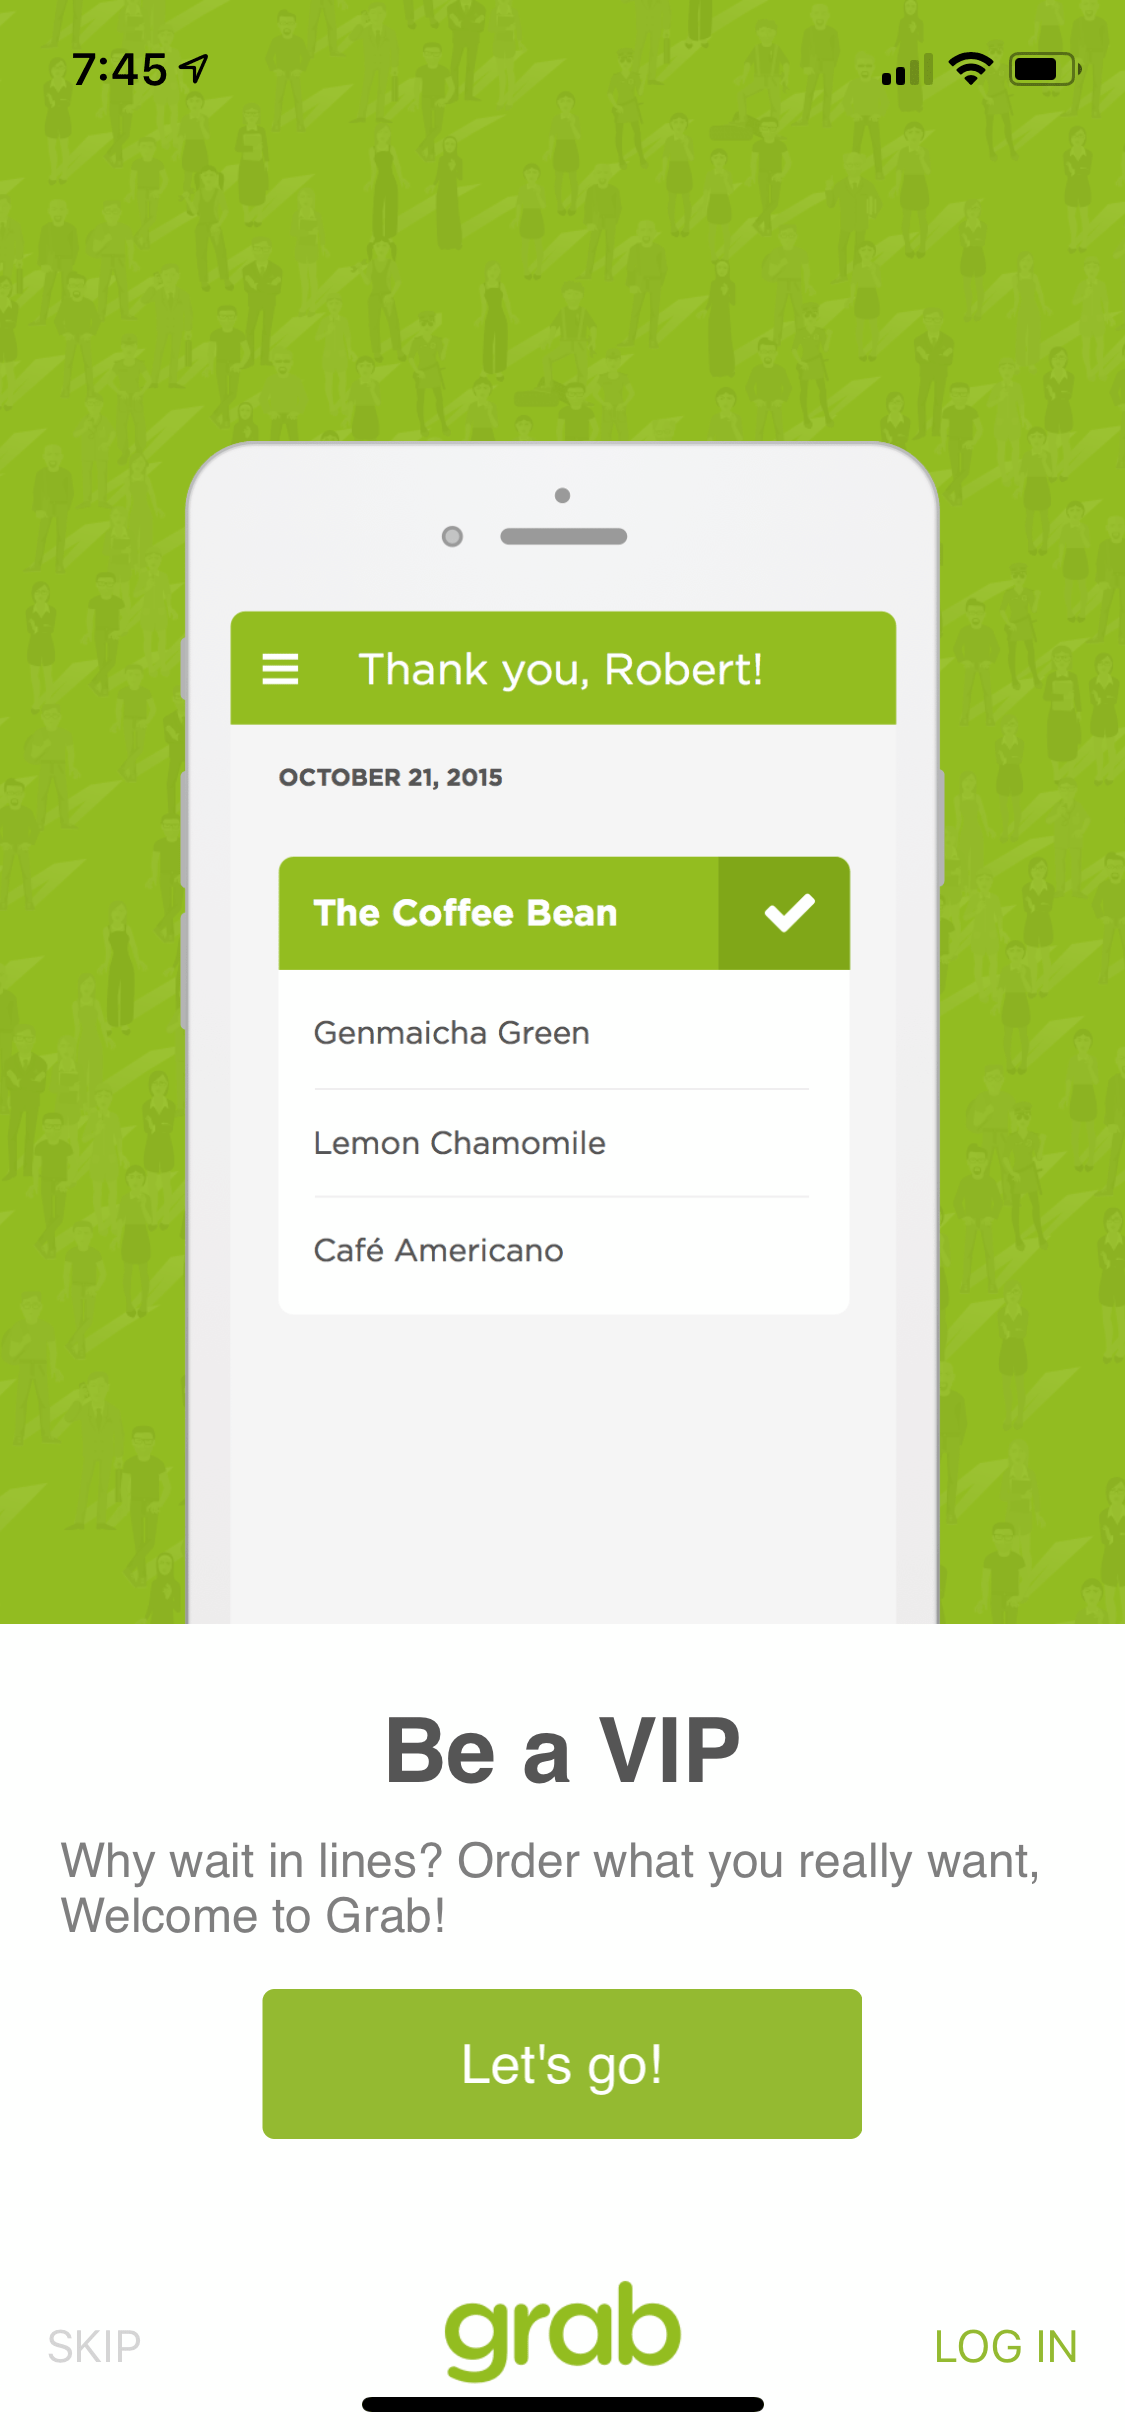 7:45
Thank you, Robert!
OCTOBER 21, 2015
The Coffee Bean
Genmaicha Green
Lemon Chamomile
Café Americano
Be a VIP
Why wait in lines? Order what you really want,
Welcome to Grab!
Let's go!
SKIP
grab
LOG IN